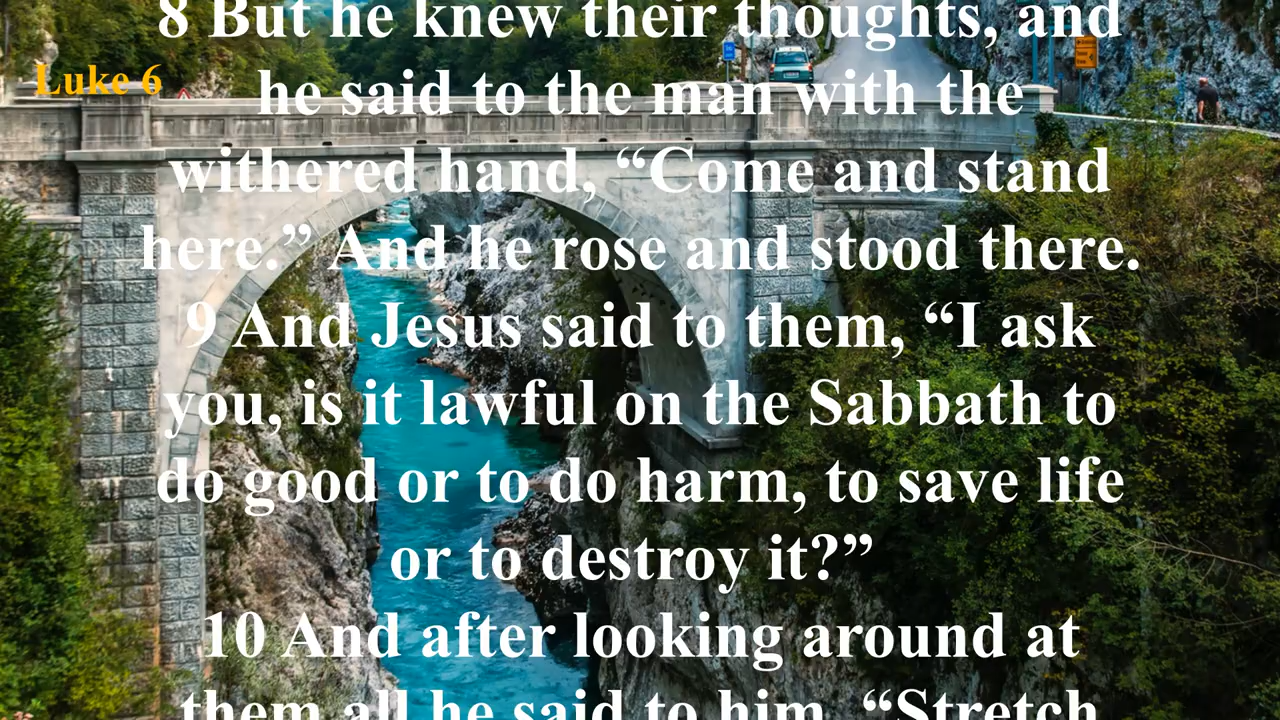 8 But he knew their thoughts, and
Luke 6
he said to the man with the
withered hand, “Come and stand
here.” And he rose and stood there.
9 And Jesus said to them, “I ask
you, is it lawful on the Sabbath to
do good or to do harm, to save life
or to destroy it?”
10 And after looking around at
them all he said to him, “Stretch